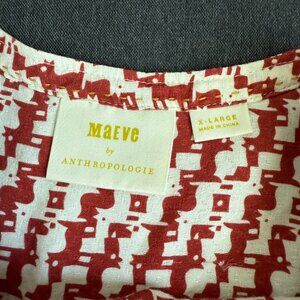 Maeve
by
ANTHROPOLOGIE
X-LARGE
MADE IN CHINA